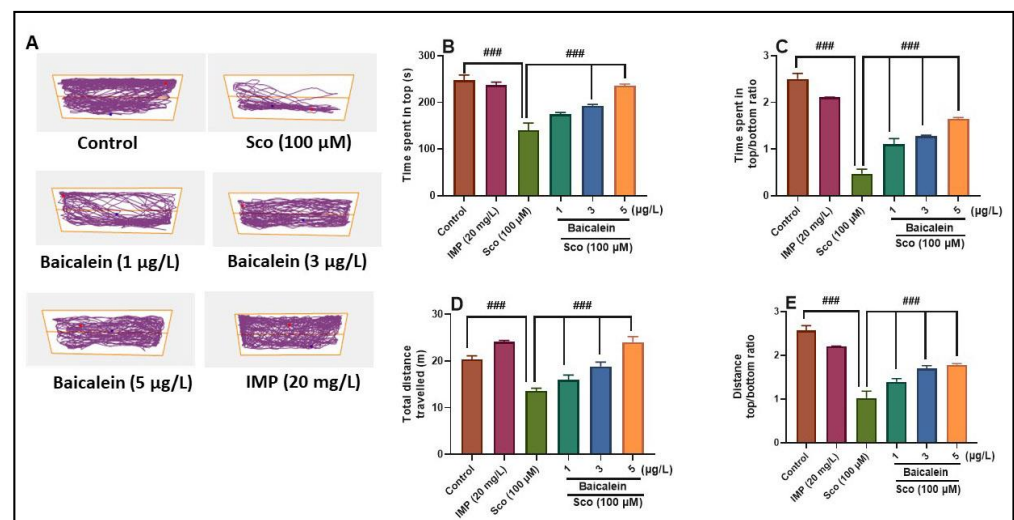 A
Control
Sco (100 µM)
Baicalein (1 µg/L)
Baicalein (3 µg/L)
Baicalein (5 µg/L)
IMP (20 mg/L)
B
###
###
Time spent in top (s)
300
200
100
0
Control
IMP (20 mg/L)
Sco (100 µM)
1
3
5
(µg/L)
Baicalein
Sco (100 µM)
C
###
###
Time spent in
top/bottom ratio
3
2
1
0
Control
IMP (20 mg/L)
Sco (100 µM)
1
3
5
(µg/L)
Baicalein
Sco (100 µM)
D
###
###
Total distance
travelled (m)
30
20
10
0
Control
IMP (20 mg/L)
Sco (100 µM)
1
3
5
(µg/L)
Baicalein
Sco (100 µM)
E
###
###
Distance
top/bottom ratio
3
2
1
0
Control
IMP (20 mg/L)
Sco (100 µM)
1
3
5
(µg/L)
Baicalein
Sco (100 µM)